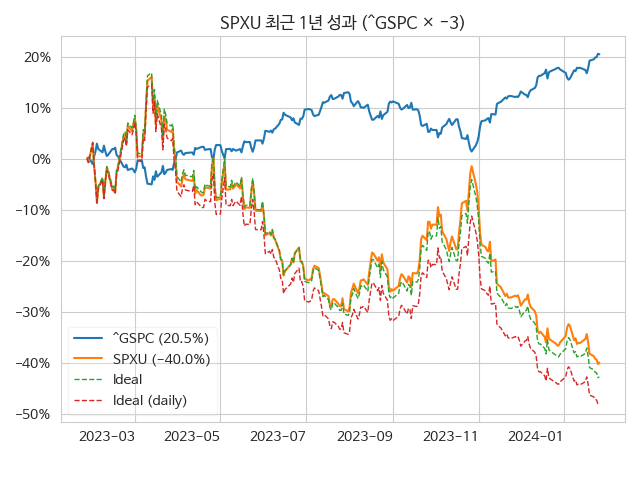 SPXU 최근 1년 성과 (^GSPC × −3)
20%
10%
0%
−10%
−20%
−30%
−40%
−50%
^GSPC (20.5%)
SPXU (−40.0%)
Ideal
Ideal (daily)
2023−03
2023−05
2023−07
2023−09
2023−11
2024−01